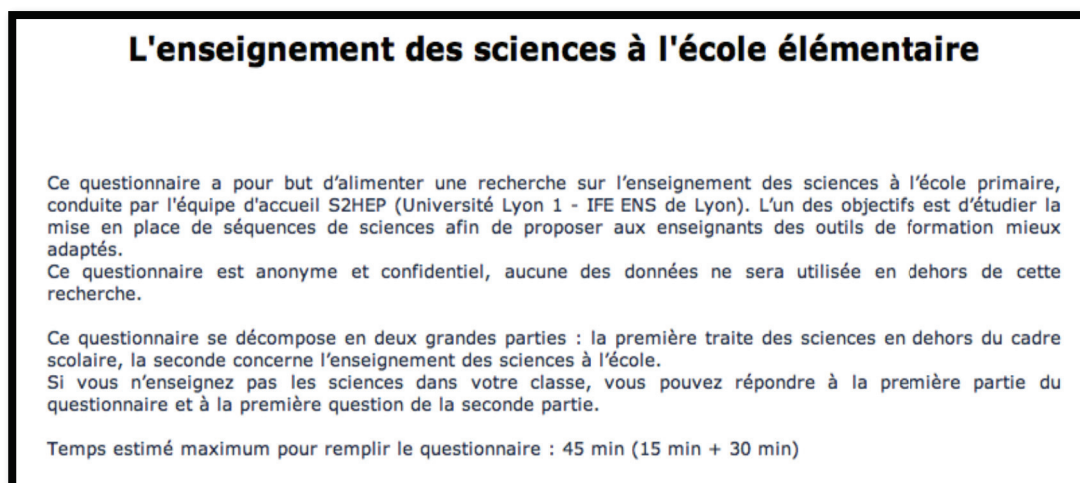 L'enseignement des sciences à l'école élémentaire
Ce questionnaire a pour but d’alimenter une recherche sur l’enseignement des sciences à l’école primaire,
conduite par l'équipe d'accueil S2HEP (Université Lyon 1 - IFE ENS de Lyon). L’un des objectifs est d’étudier la
mise en place de séquences de sciences afin de proposer aux enseignants des outils de formation mieux
adaptés.
Ce questionnaire est anonyme et confidentiel, aucune des données ne sera utilisée en dehors de cette
recherche.
Ce questionnaire se décompose en deux grandes parties : la première traite des sciences en dehors du cadre
scolaire, la seconde concerne l’enseignement des sciences à l’école.
Si vous n’enseignez pas les sciences dans votre classe, vous pouvez répondre à la première partie du
questionnaire et à la première question de la seconde partie.
Temps estimé maximum pour remplir le questionnaire : 45 min (15 min + 30 min)